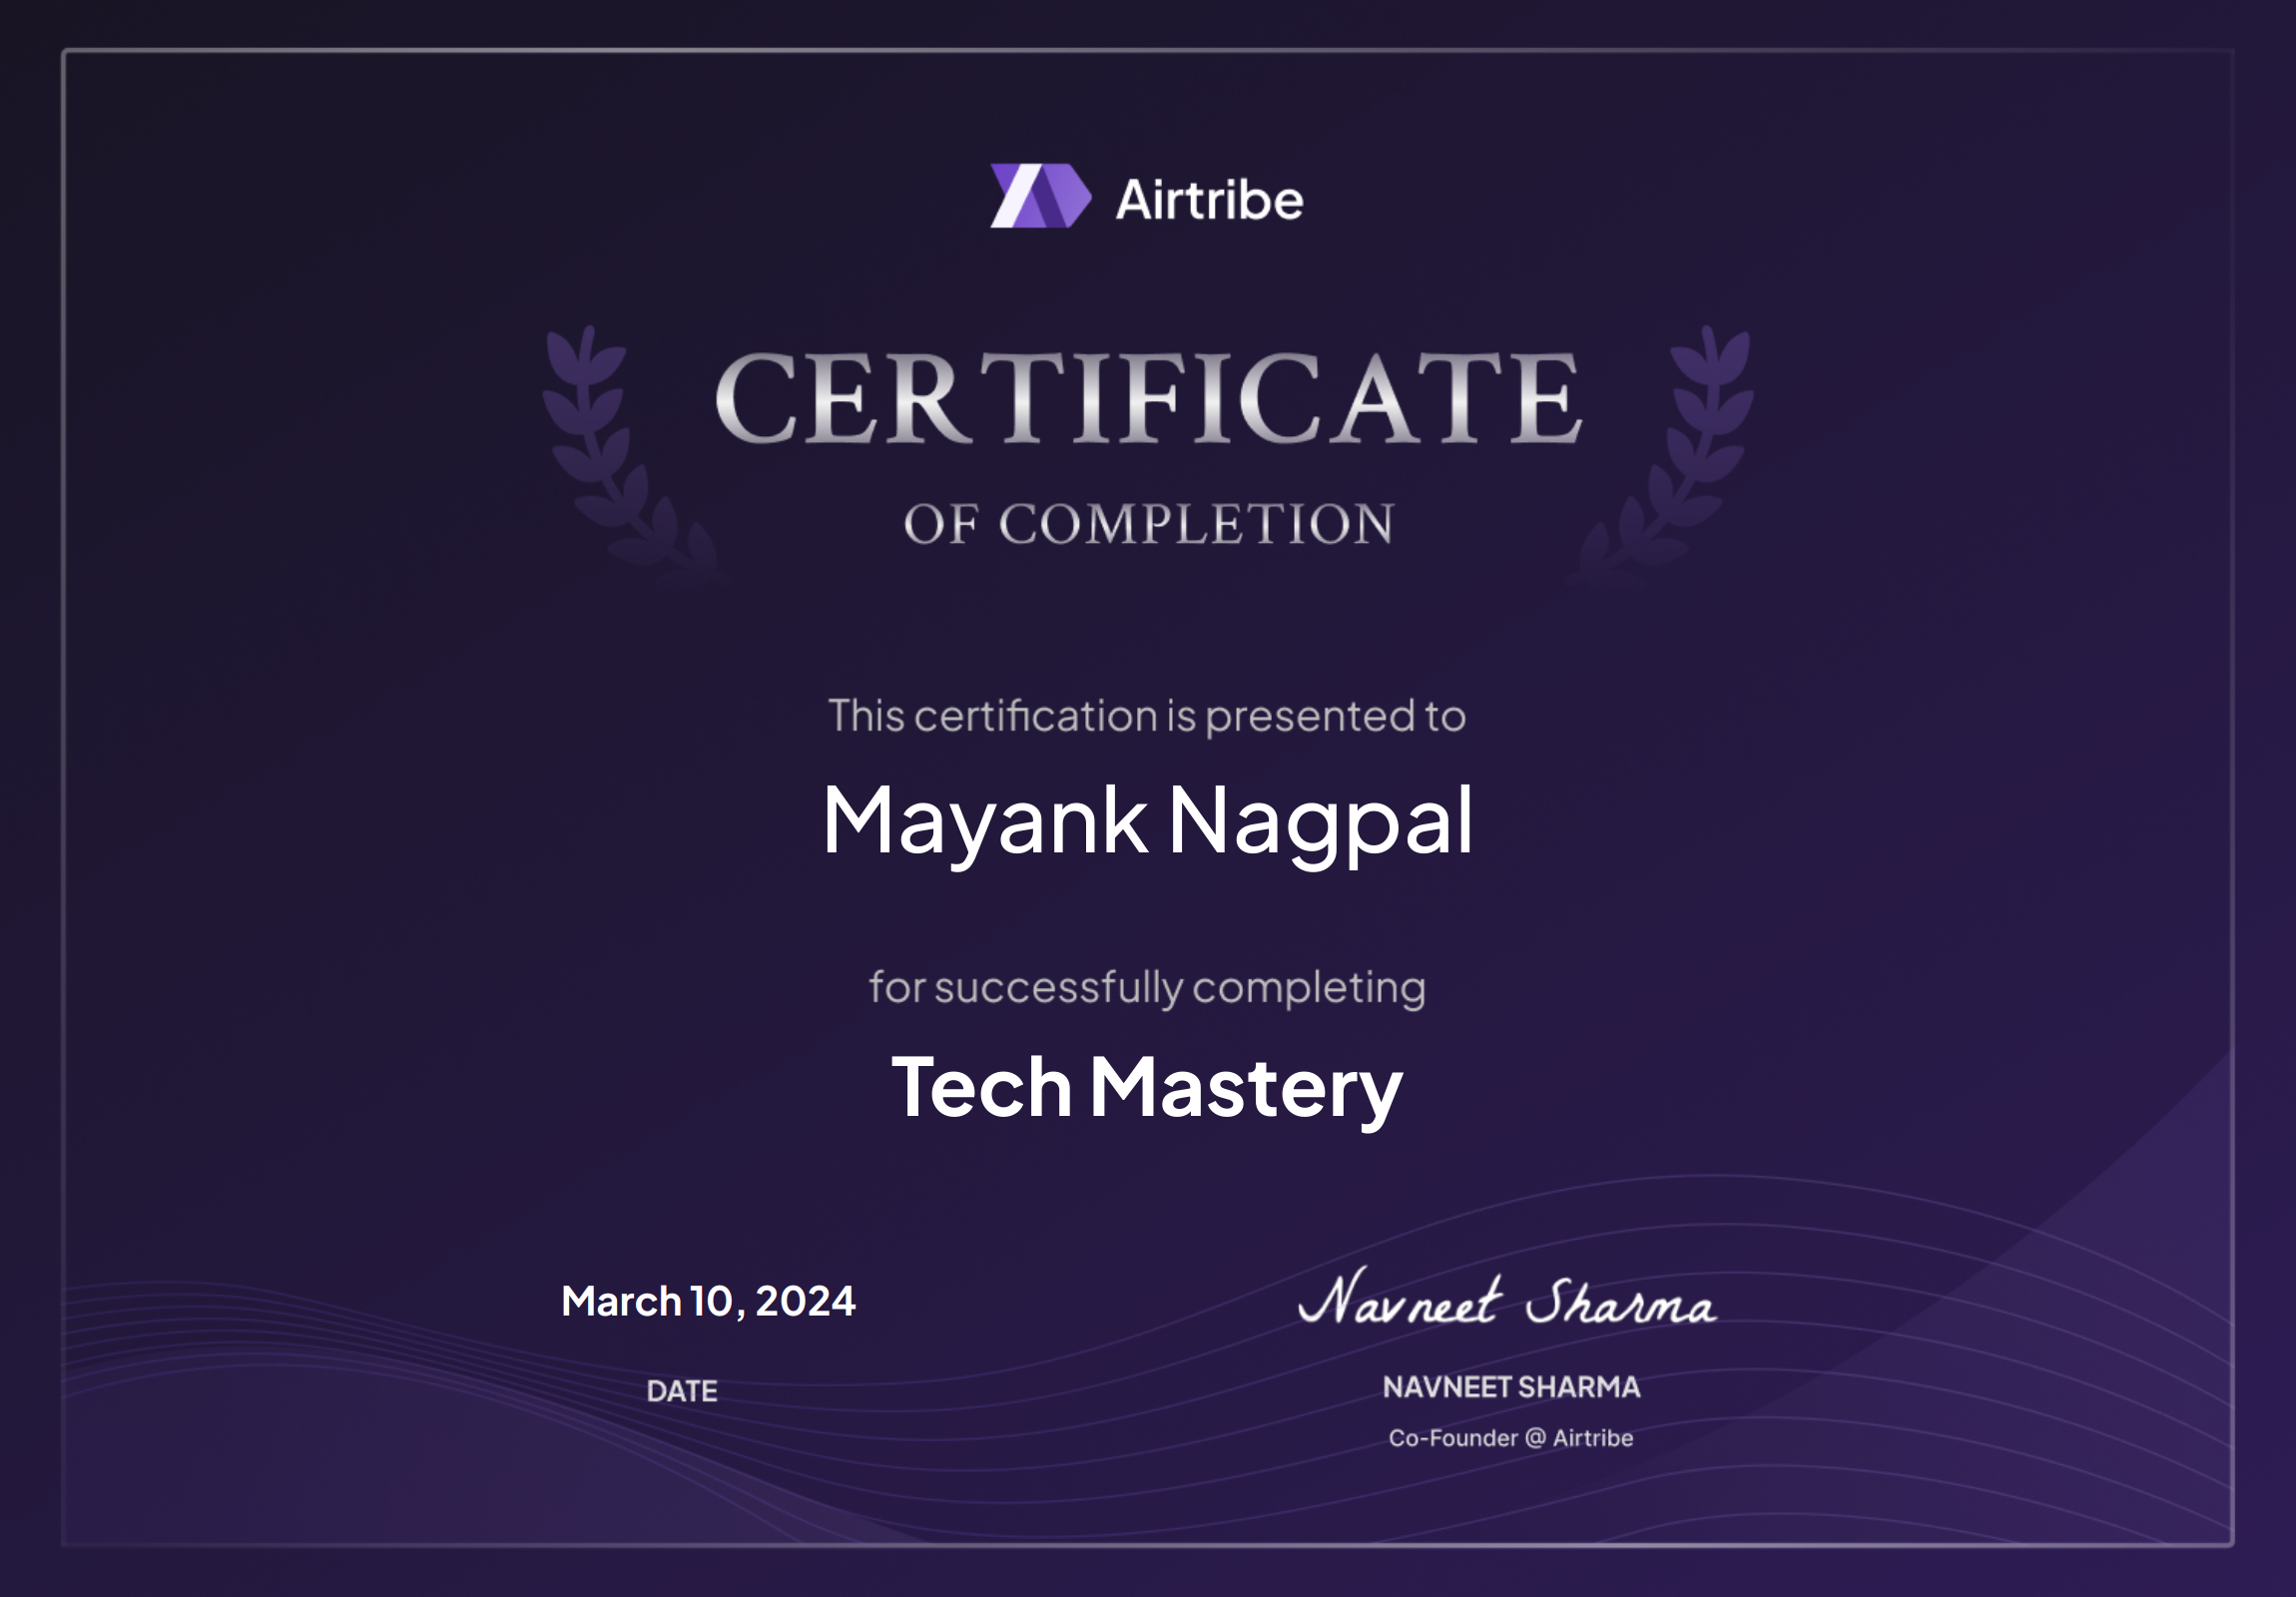 Airtribe
CERTIFICATE
OF COMPLETION
This certification is presented to
Mayank Nagpal
for successfully completing
Tech Mastery
March 10, 2024
DATE
Navneet Sharma
NAVNEET SHARMA
Co-Founder @ Airtribe